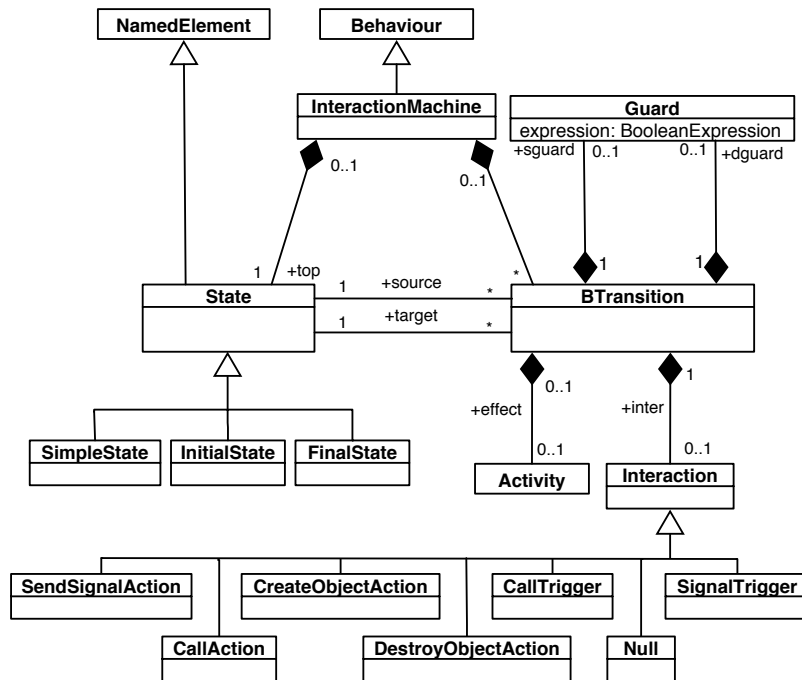 NamedElement
Behaviour
InteractionMachine
Guard
expression: BooleanExpression
+sguard
0..1
0..1
+dguard
0..1
0..1
1
+top
1
+source
*
*
1
1
State
BTransition
1
+target
*
0..1
1
+effect
+inter
0..1
0..1
SimpleState
InitialState
FinalState
Activity
Interaction
SendSignalAction
CreateObjectAction
CallTrigger
SignalTrigger
CallAction
DestroyObjectAction
Null